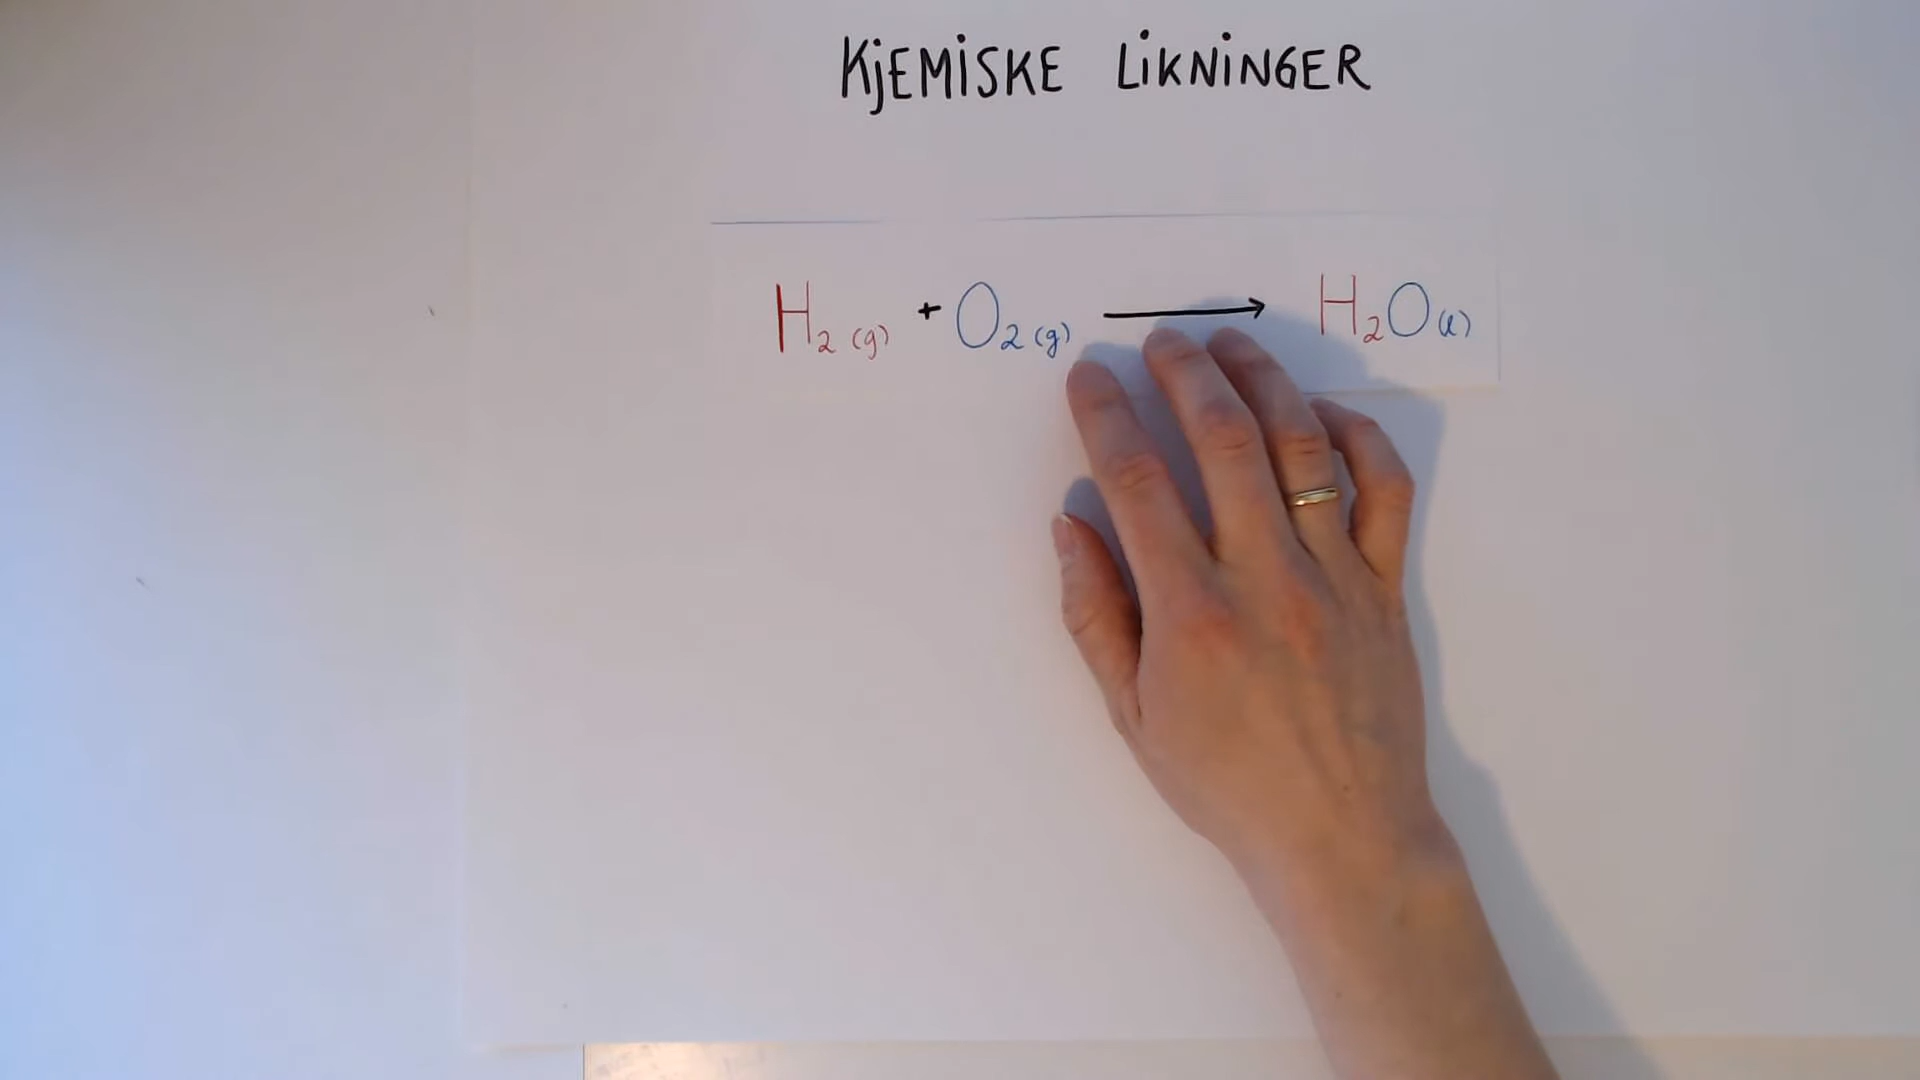 KjEMiSKE LiKNiNGER
H₂ (g) + O₂ (g) → H₂O (l)